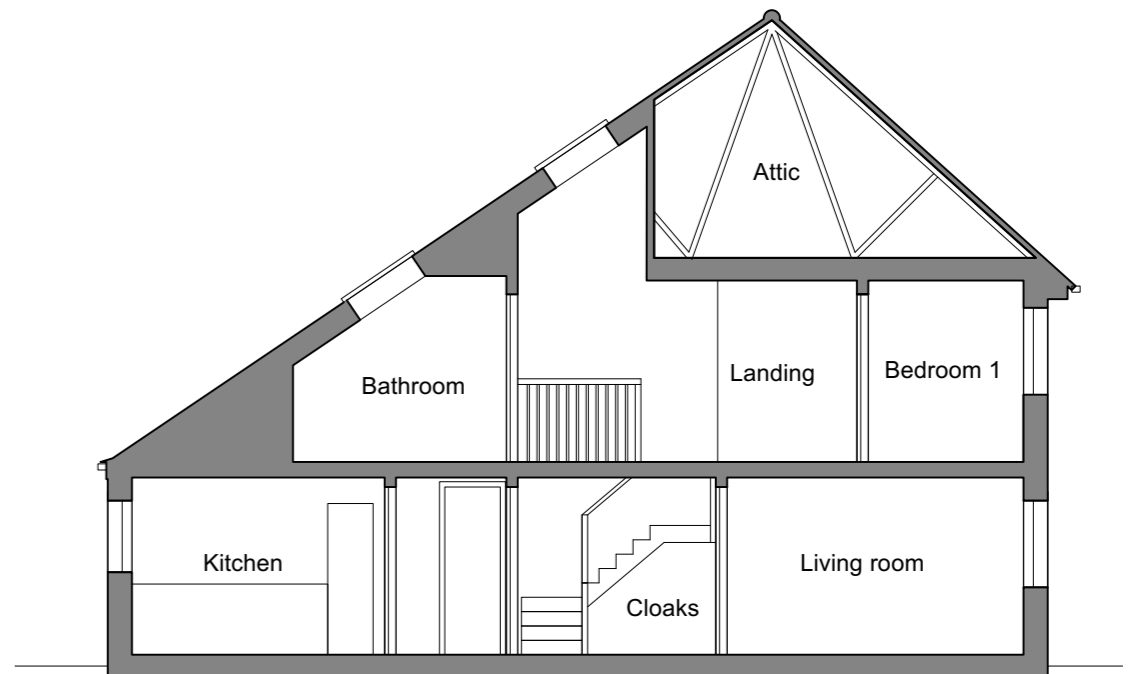 Attic
Bathroom
Landing
Bedroom 1
Kitchen
Living room
Cloaks